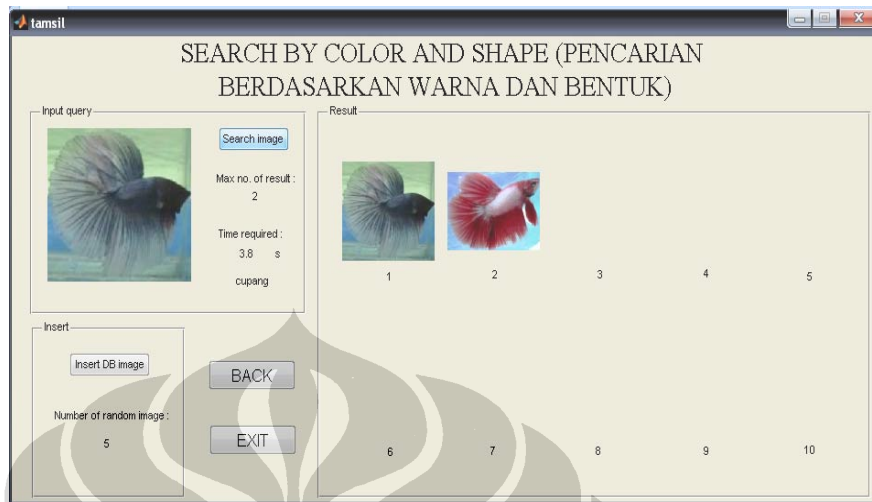 tamsil
SEARCH BY COLOR AND SHAPE (PENCARIAN
BERDASARKAN WARNA DAN BENTUK)
Input query
Search image
Max no. of result :
2
Time required :
3.8 s
cupang
Result
1 2 3 4 5
6 7 8 9 10
Insert
Insert DB image
Number of random image :
5
BACK
EXIT